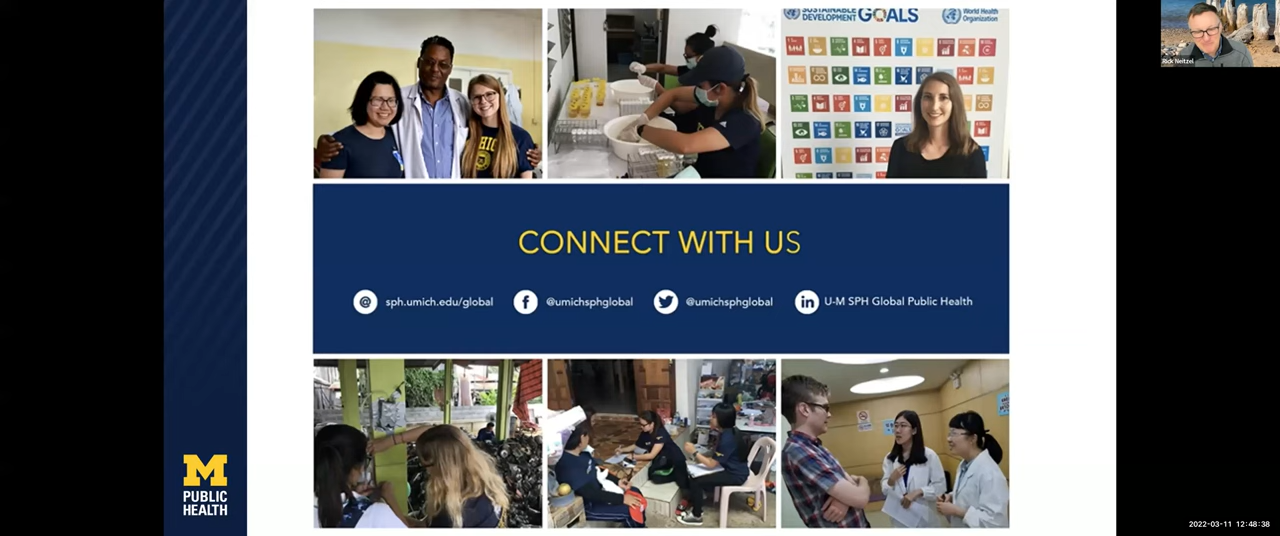 SUSTAINABLE
DEVELOPMENT GOALS
World Health
Organization
Rick Neitzel
CONNECT WITH US
@ sph.umich.edu/global
f @umichsphglobal
@umichsphglobal
in U-M SPH Global Public Health
M
PUBLIC
HEALTH
2022-03-11 12:48:38